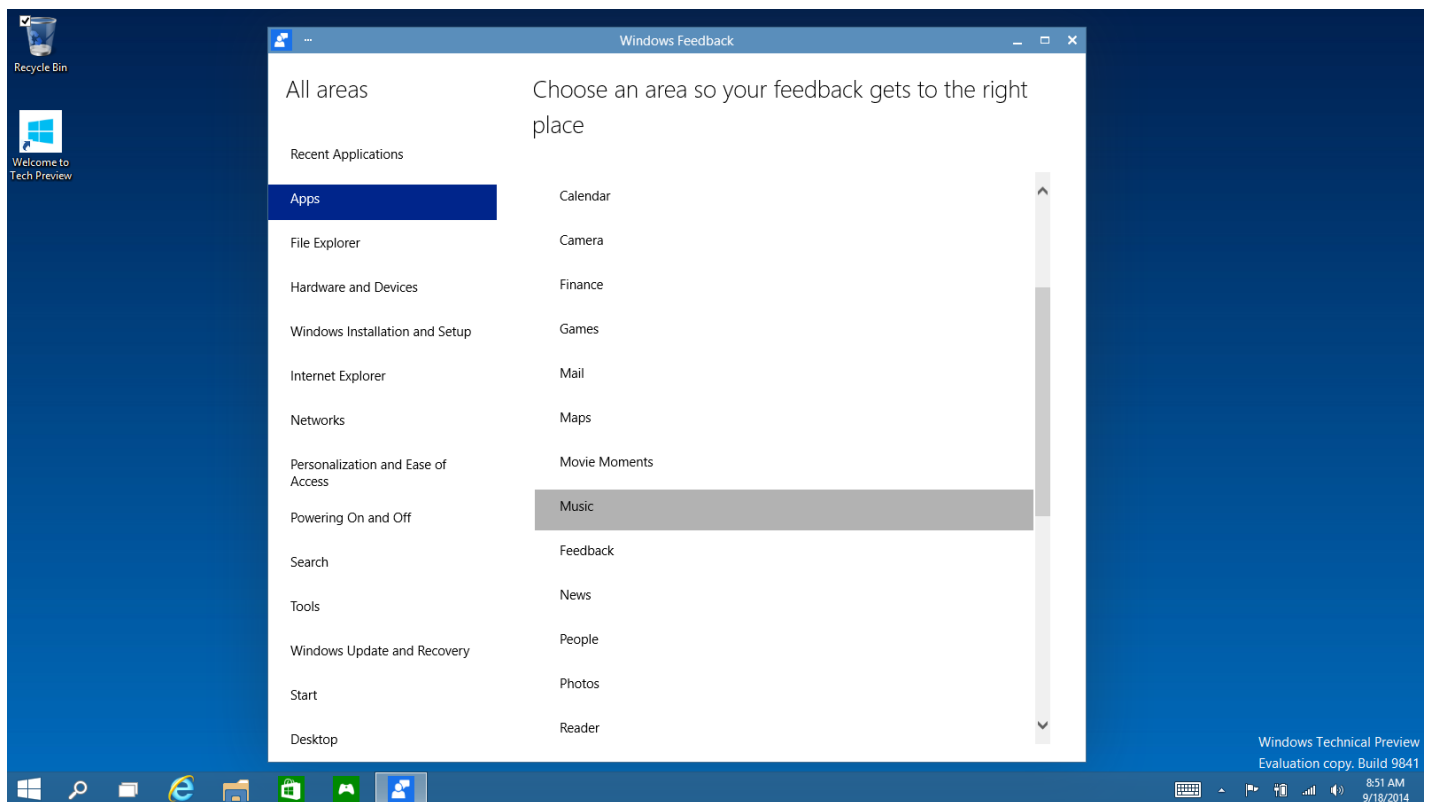 Recycle Bin
Welcome to
Tech Preview
Windows Feedback
All areas
Recent Applications
Apps
File Explorer
Hardware and Devices
Windows Installation and Setup
Internet Explorer
Networks
Personalization and Ease of
Access
Powering On and Off
Search
Tools
Windows Update and Recovery
Start
Desktop
Choose an area so your feedback gets to the right
place
Calendar
Camera
Finance
Games
Mail
Maps
Movie Moments
Music
Feedback
News
People
Photos
Reader
Windows Technical Preview
Evaluation copy. Build 9841
8:51 AM
9/18/2014